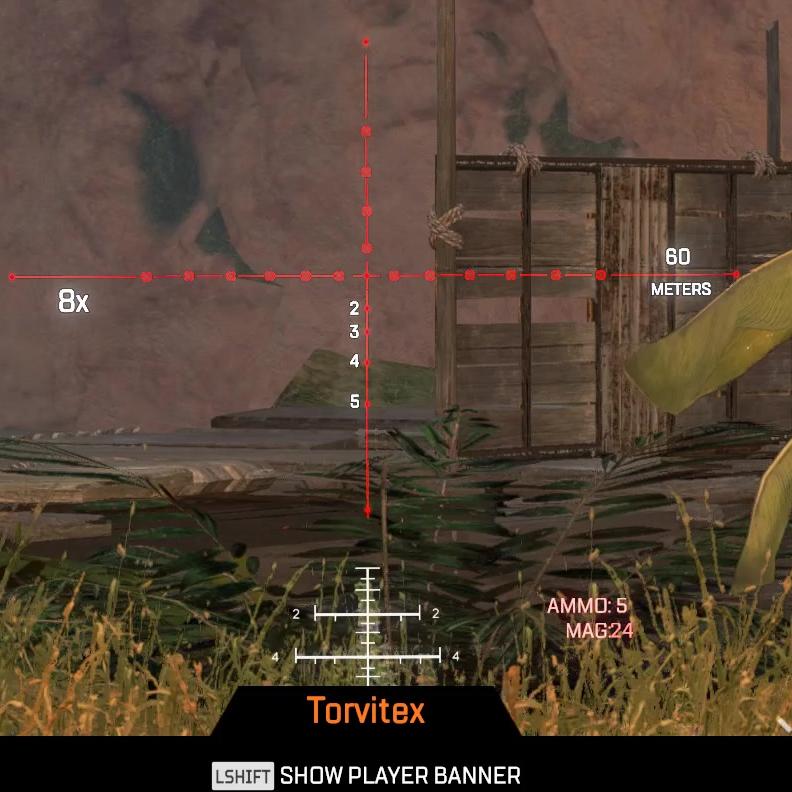 60
METERS
8x
2
3
4
5
2 2
4 4
AMMO: 5
MAG:24
Torvitex
LSHIFT SHOW PLAYER BANNER